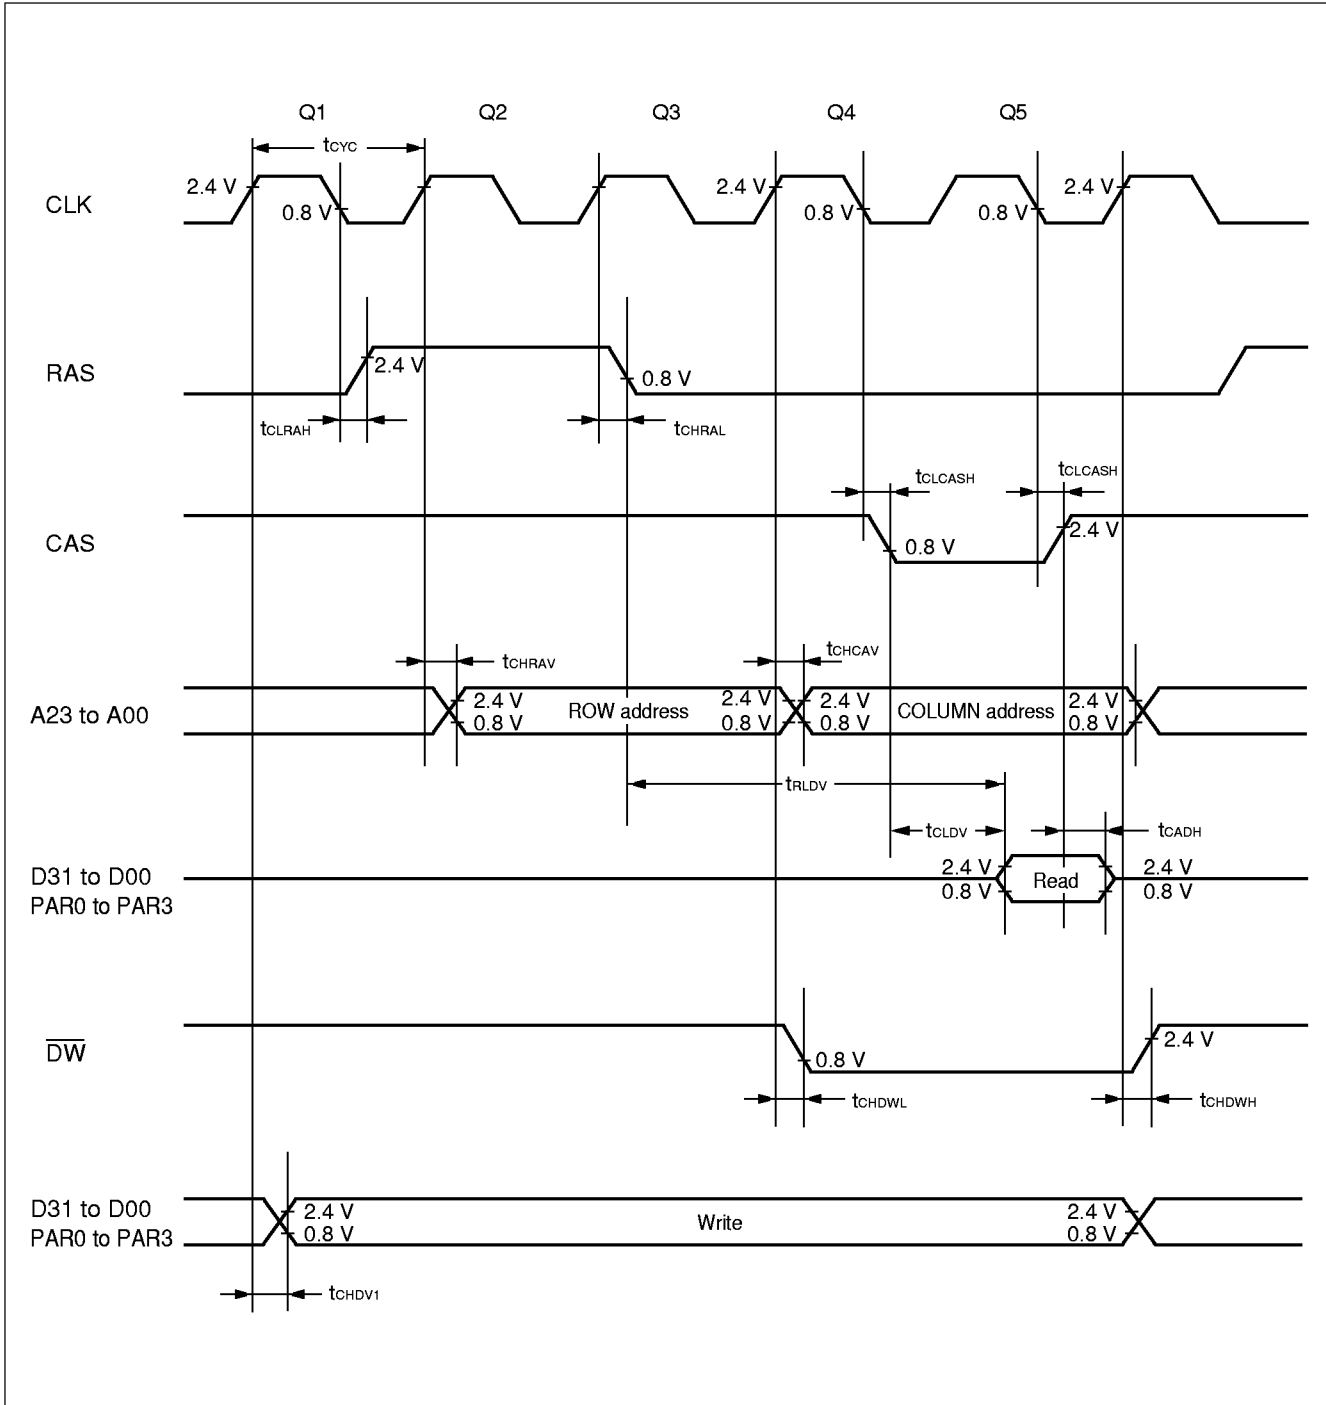 Q1 Q2 Q3 Q4 Q5
tCYC
CLK 2.4 V 0.8 V 2.4 V 0.8 V 0.8 V 2.4 V
RAS 2.4 V 0.8 V
tCLRAH tCHRAL
tCLCASH tCLCASH
CAS 0.8 V 2.4 V
tCHRAV tCHCAV
A23 to A00 2.4 V 0.8 V ROW address 2.4 V 0.8 V 2.4 V 0.8 V COLUMN address 2.4 V 0.8 V
tRLDV
tCLDV tCADH
D31 to D00 2.4 V 2.4 V
PAR0 to PAR3 0.8 V Read 0.8 V
DW 0.8 V 2.4 V
tCHDWL tCHDWH
D31 to D00 2.4 V Write 2.4 V
PAR0 to PAR3 0.8 V 0.8 V
tCHDV1